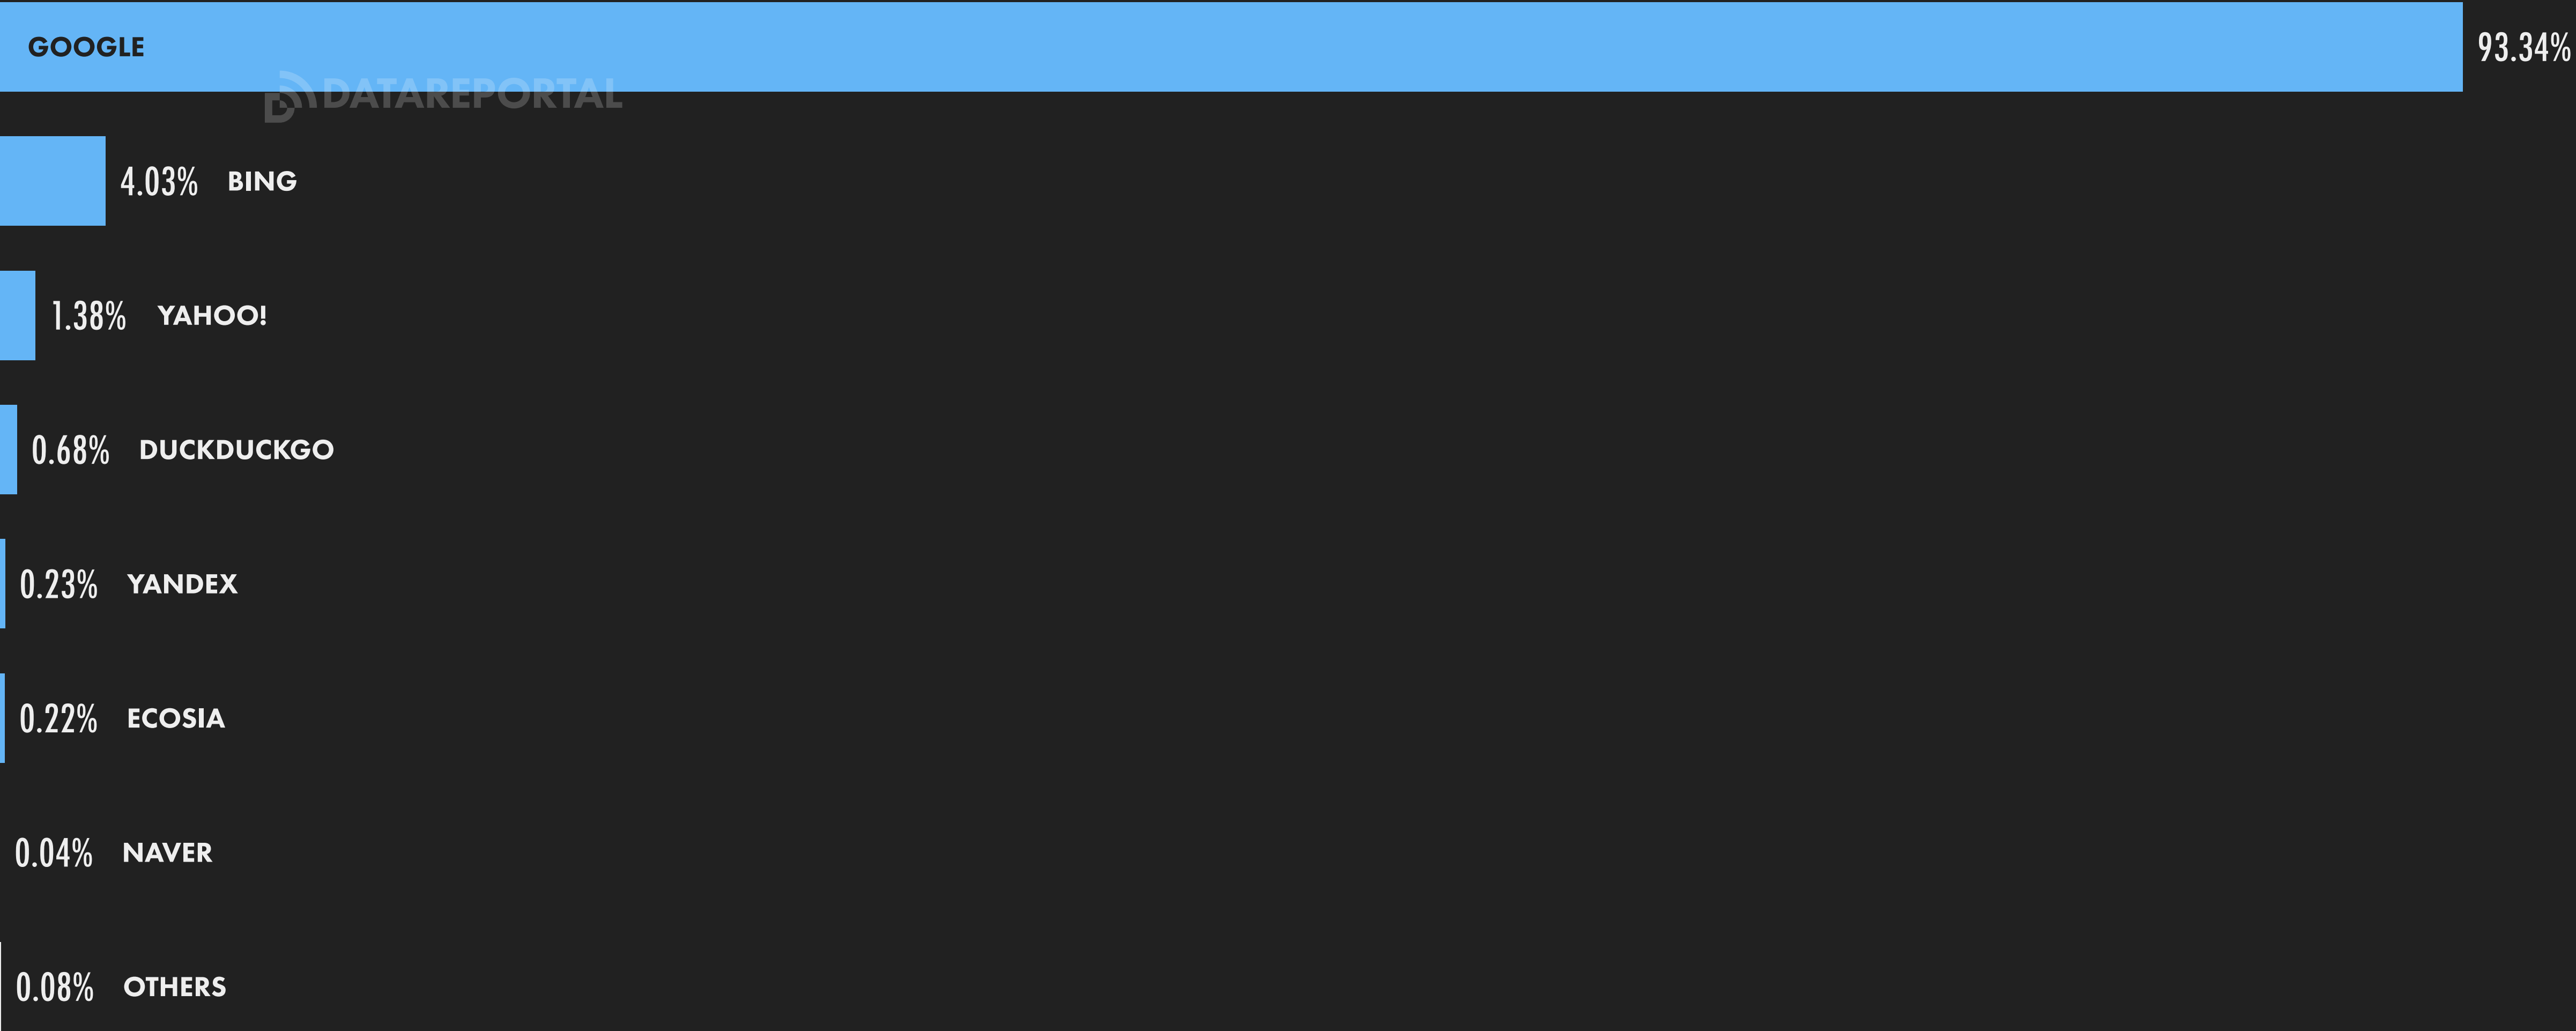 GOOGLE 93.34%
DATAREPORTAL
4.03% BING
1.38% YAHOO!
0.68% DUCKDUCKGO
0.23% YANDEX
0.22% ECOSIA
0.04% NAVER
0.08% OTHERS